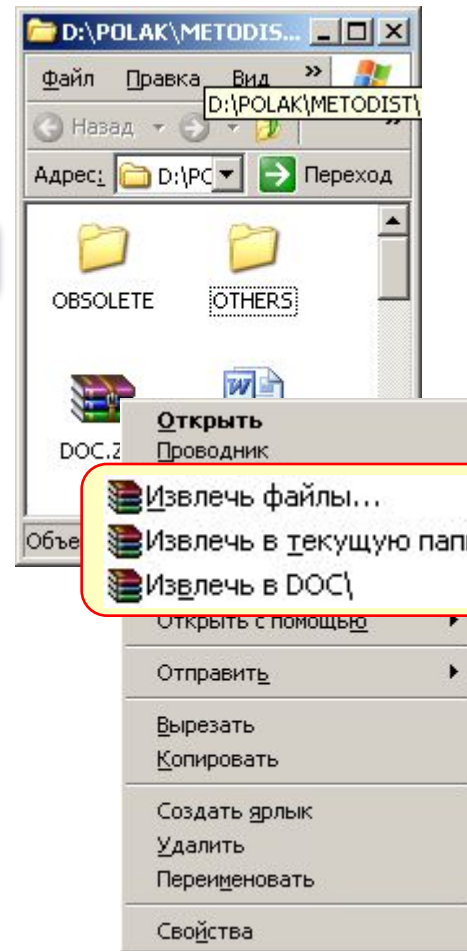 D:\POLAK\METODIS...
Файл Правка Вид »
D:\POLAK\METODIST\
Назад »
Адрес: D:\PC Переход
OBSOLETE OTHERS
DOC.Z
Открыть
Проводник
Извлечь файлы...
Извлечь в текущую пап
Объе
Извлечь в DOC\
Открыть с помощью
Отправить
Вырезать
Копировать
Создать ярлык
Удалить
Переименовать
Свойства